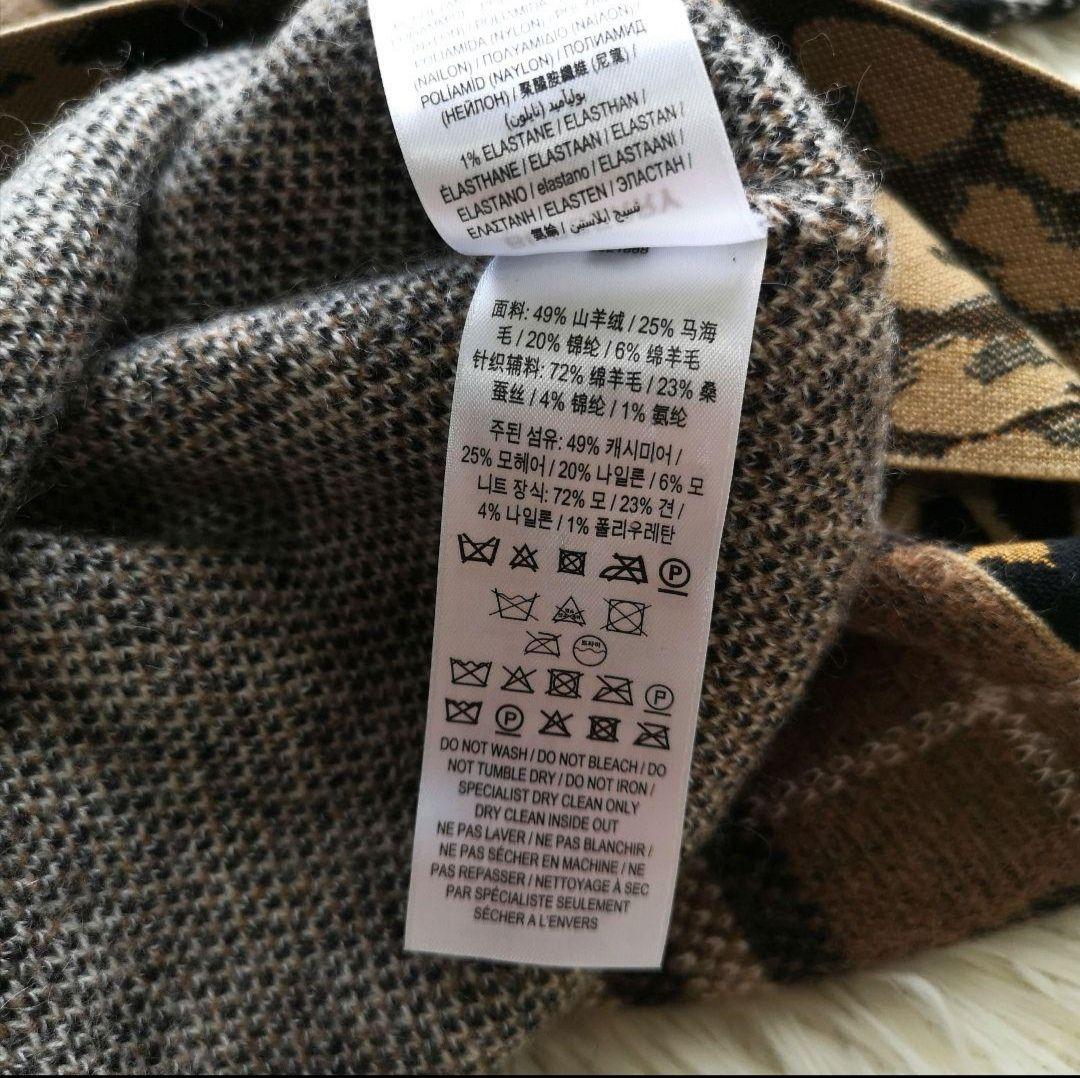 POLIAMIDA (NYLON) / ΠΟΛΥΑΜΙΔΙΟ (ΝΑΪΛΟΝ) /
(NAILON) / POLIAMID (NAYLON) / ПОЛИАМИД
(НЕЙЛОН) / 聚醯胺纖維 (尼龍) /
بولياميد (نايلون)
1% ELASTANE / ELASTHAN /
ÉLASTHANNE / ELASTAAN / ELASTAN /
ELASTANO / elastano / ELASTAANI /
ΕΛΑΣΤΑΝΗ / ELASTEN / ЭЛАСТАН /
氨綸 / نسيج إيلاستين
面料: 49% 山羊绒 / 25% 马海
毛 / 20% 锦纶 / 6% 绵羊毛
针织辅料: 72% 绵羊毛 / 23% 桑
蚕丝 / 4% 锦纶 / 1% 氨纶
주된 섬유: 49% 캐시미어 /
25% 모헤어 / 20% 나일론 / 6% 모
니트 장식: 72% 모 / 23% 견 /
4% 나일론 / 1% 폴리우레탄
P
드라이
P
P
DO NOT WASH / DO NOT BLEACH / DO
NOT TUMBLE DRY / DO NOT IRON /
SPECIALIST DRY CLEAN ONLY
DRY CLEAN INSIDE OUT
NE PAS LAVER / NE PAS BLANCHIR /
NE PAS SÉCHER EN MACHINE / NE
PAS REPASSER / NETTOYAGE À SEC
PAR SPÉCIALISTE SEULEMENT
SÉCHER A L'ENVERS